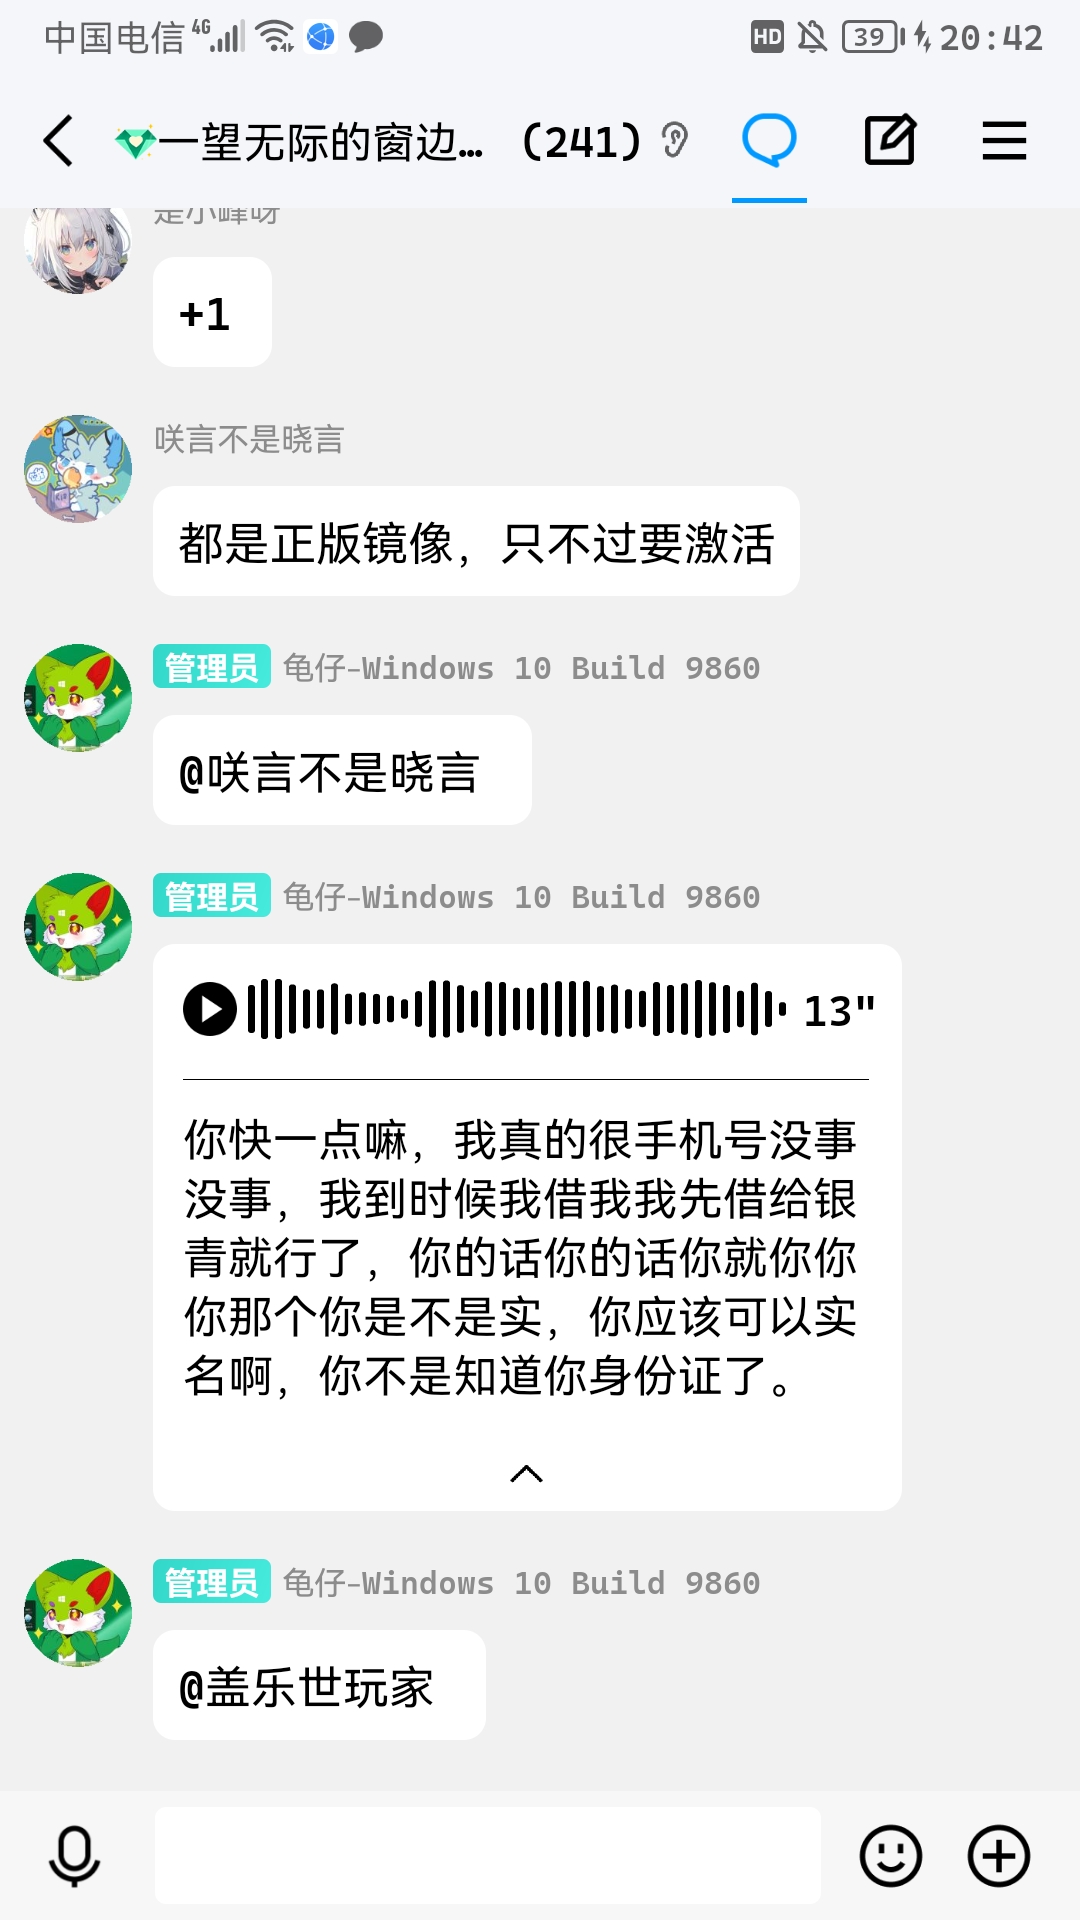 中国电信 4G HD 39 20:42
一望无际的窗边... (241)
是小峰呀
+1
咲言不是晓言
都是正版镜像，只不过要激活
管理员 龟仔-Windows 10 Build 9860
@咲言不是晓言
管理员 龟仔-Windows 10 Build 9860
13"
你快一点嘛，我真的很手机号没事
没事，我到时候我借我我先借给银
青就行了，你的话你的话你就你你
你那个你是不是实，你应该可以实
名啊，你不是知道你身份证了。
管理员 龟仔-Windows 10 Build 9860
@盖乐世玩家